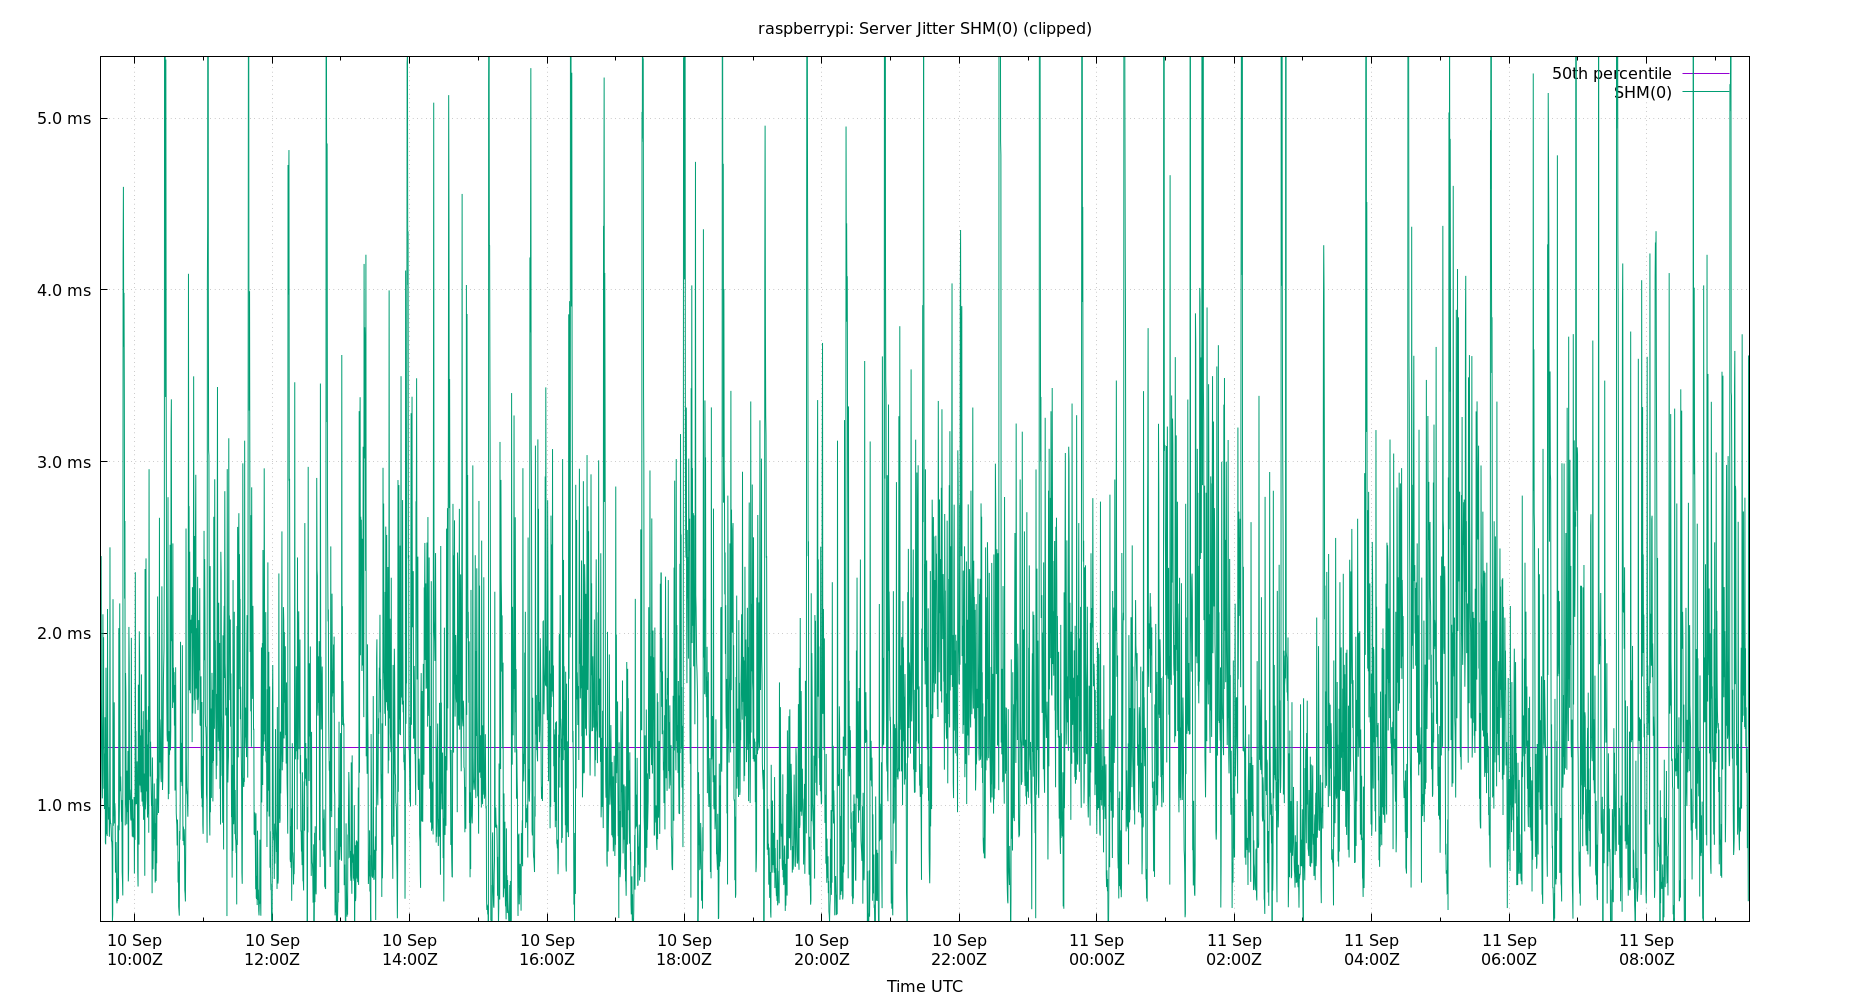 raspberrypi: Server Jitter SHM(0) (clipped)
50th percentile
SHM(0)
5.0 ms
4.0 ms
3.0 ms
2.0 ms
1.0 ms
10 Sep 10 Sep 10 Sep 10 Sep 10 Sep 10 Sep 10 Sep 11 Sep 11 Sep 11 Sep 11 Sep 11 Sep
10:00Z 12:00Z 14:00Z 16:00Z 18:00Z 20:00Z 22:00Z 00:00Z 02:00Z 04:00Z 06:00Z 08:00Z
Time UTC